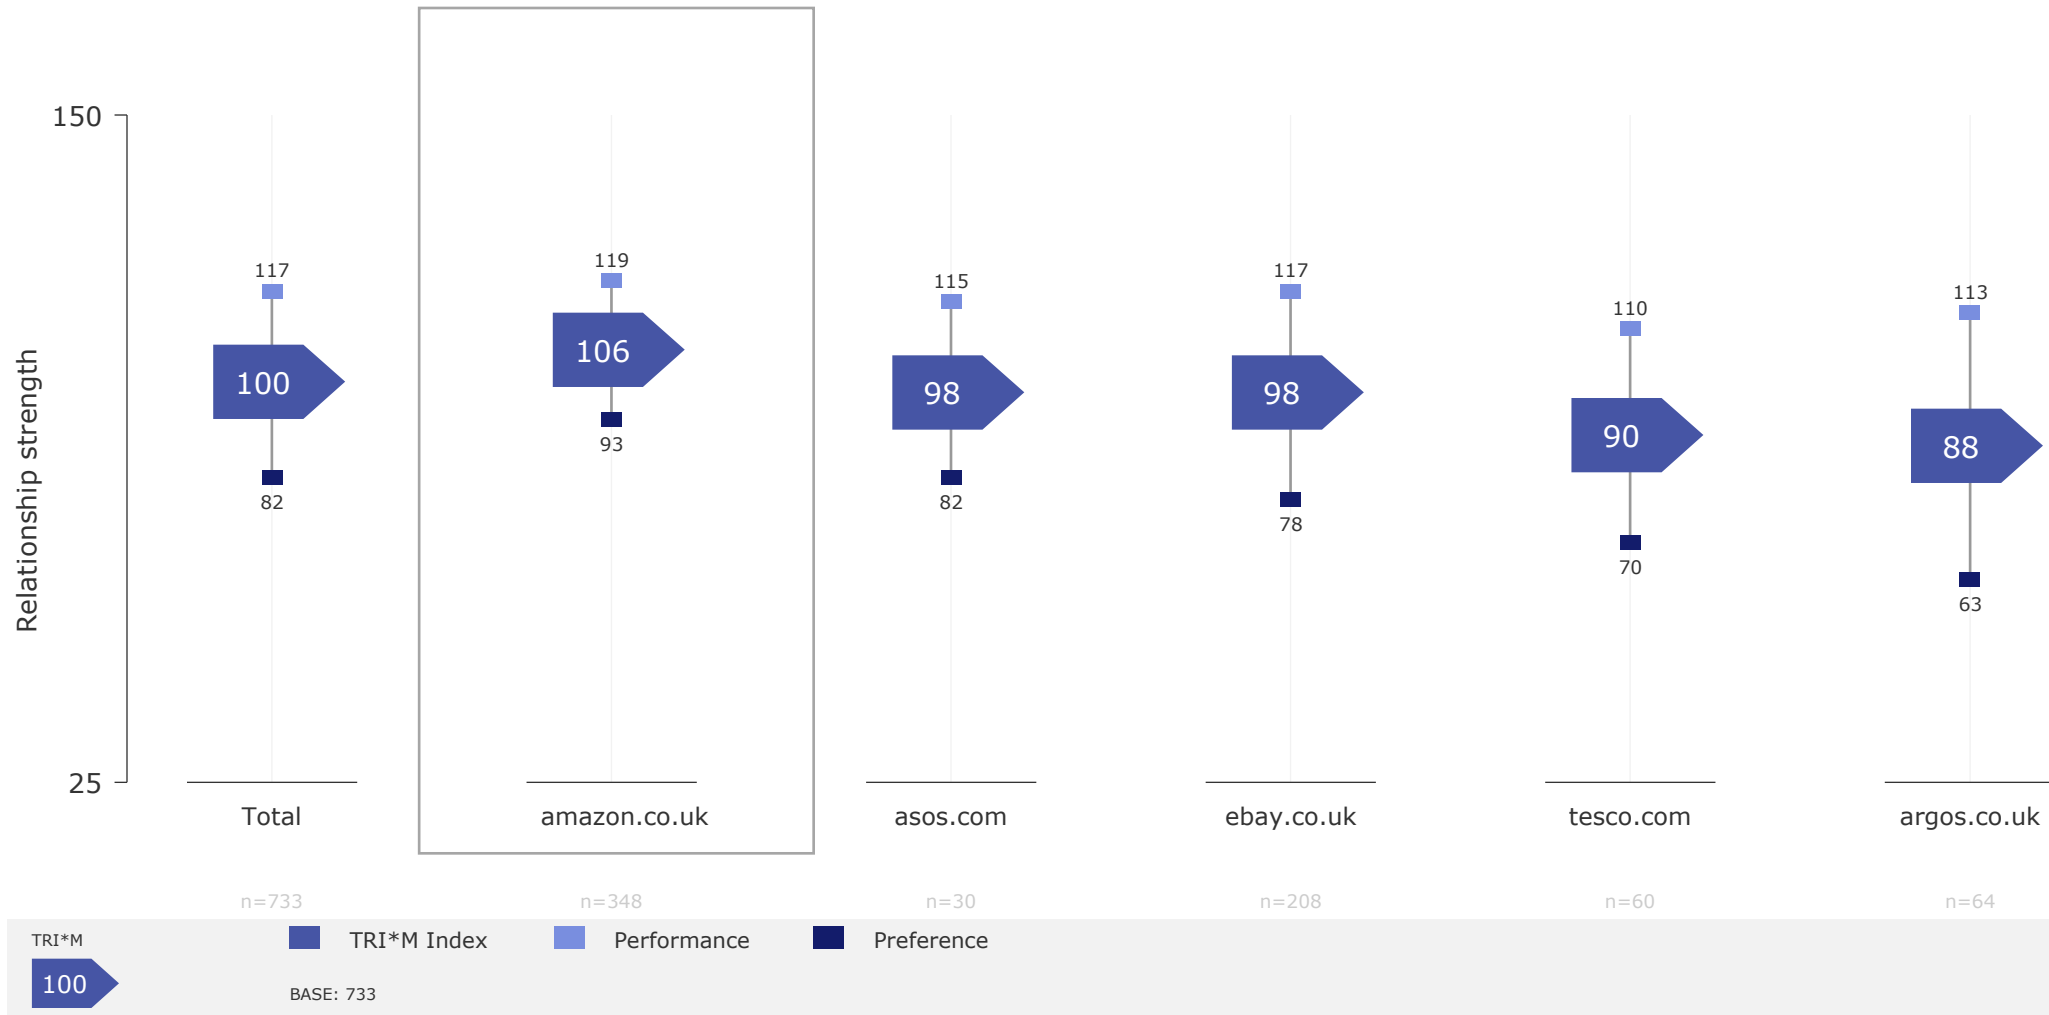 150
Relationship strength
25
117
100
82
Total
n=733
119
106
93
amazon.co.uk
n=348
115
98
82
asos.com
n=30
117
98
78
ebay.co.uk
n=208
110
90
70
tesco.com
n=60
113
88
63
argos.co.uk
n=64
TRI*M
100
TRI*M Index
Performance
Preference
BASE: 733